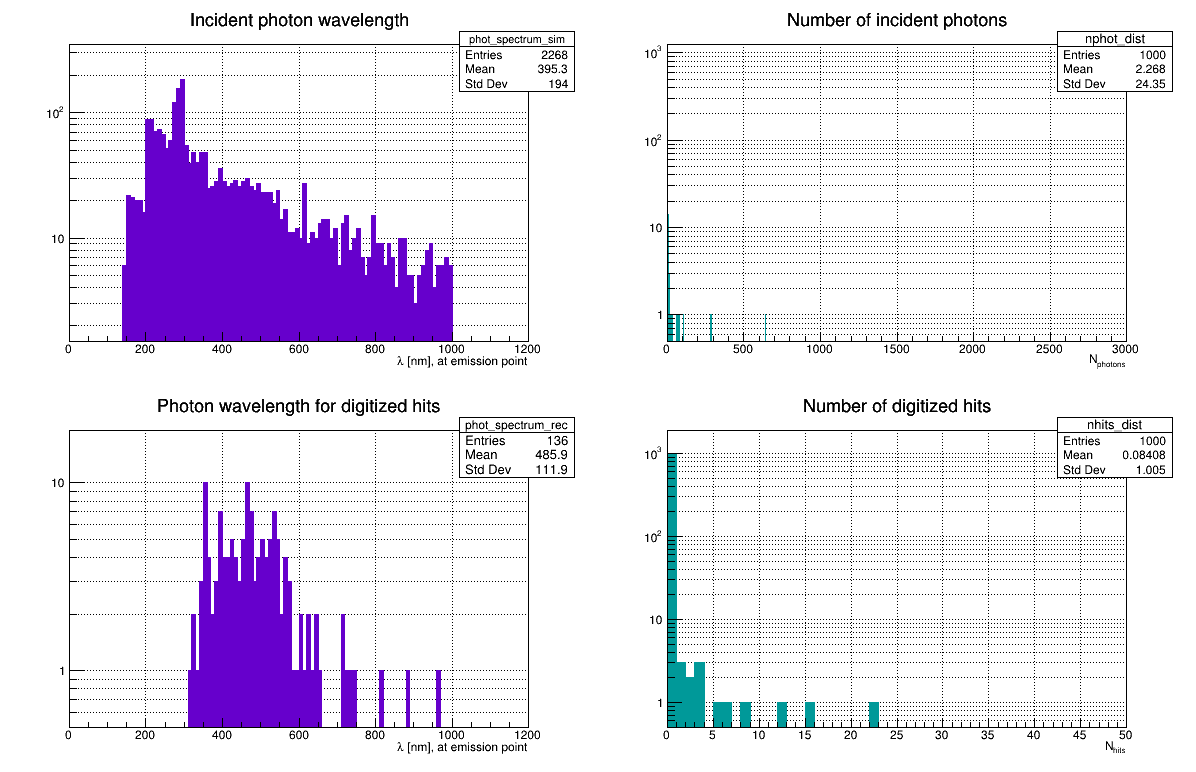 Incident photon wavelength
phot_spectrum_sim
Entries 2268
Mean 395.3
Std Dev 194
10²
10
0 200 400 600 800 1000 1200
λ [nm], at emission point
Number of incident photons
nphot_dist
Entries 1000
Mean 2.268
Std Dev 24.35
10³
10²
10
1
0 500 1000 1500 2000 2500 3000
N_photons
Photon wavelength for digitized hits
phot_spectrum_rec
Entries 136
Mean 485.9
Std Dev 111.9
10
1
0 200 400 600 800 1000 1200
λ [nm], at emission point
Number of digitized hits
nhits_dist
Entries 1000
Mean 0.08408
Std Dev 1.005
10³
10²
10
1
0 5 10 15 20 25 30 35 40 45 50
N_hits